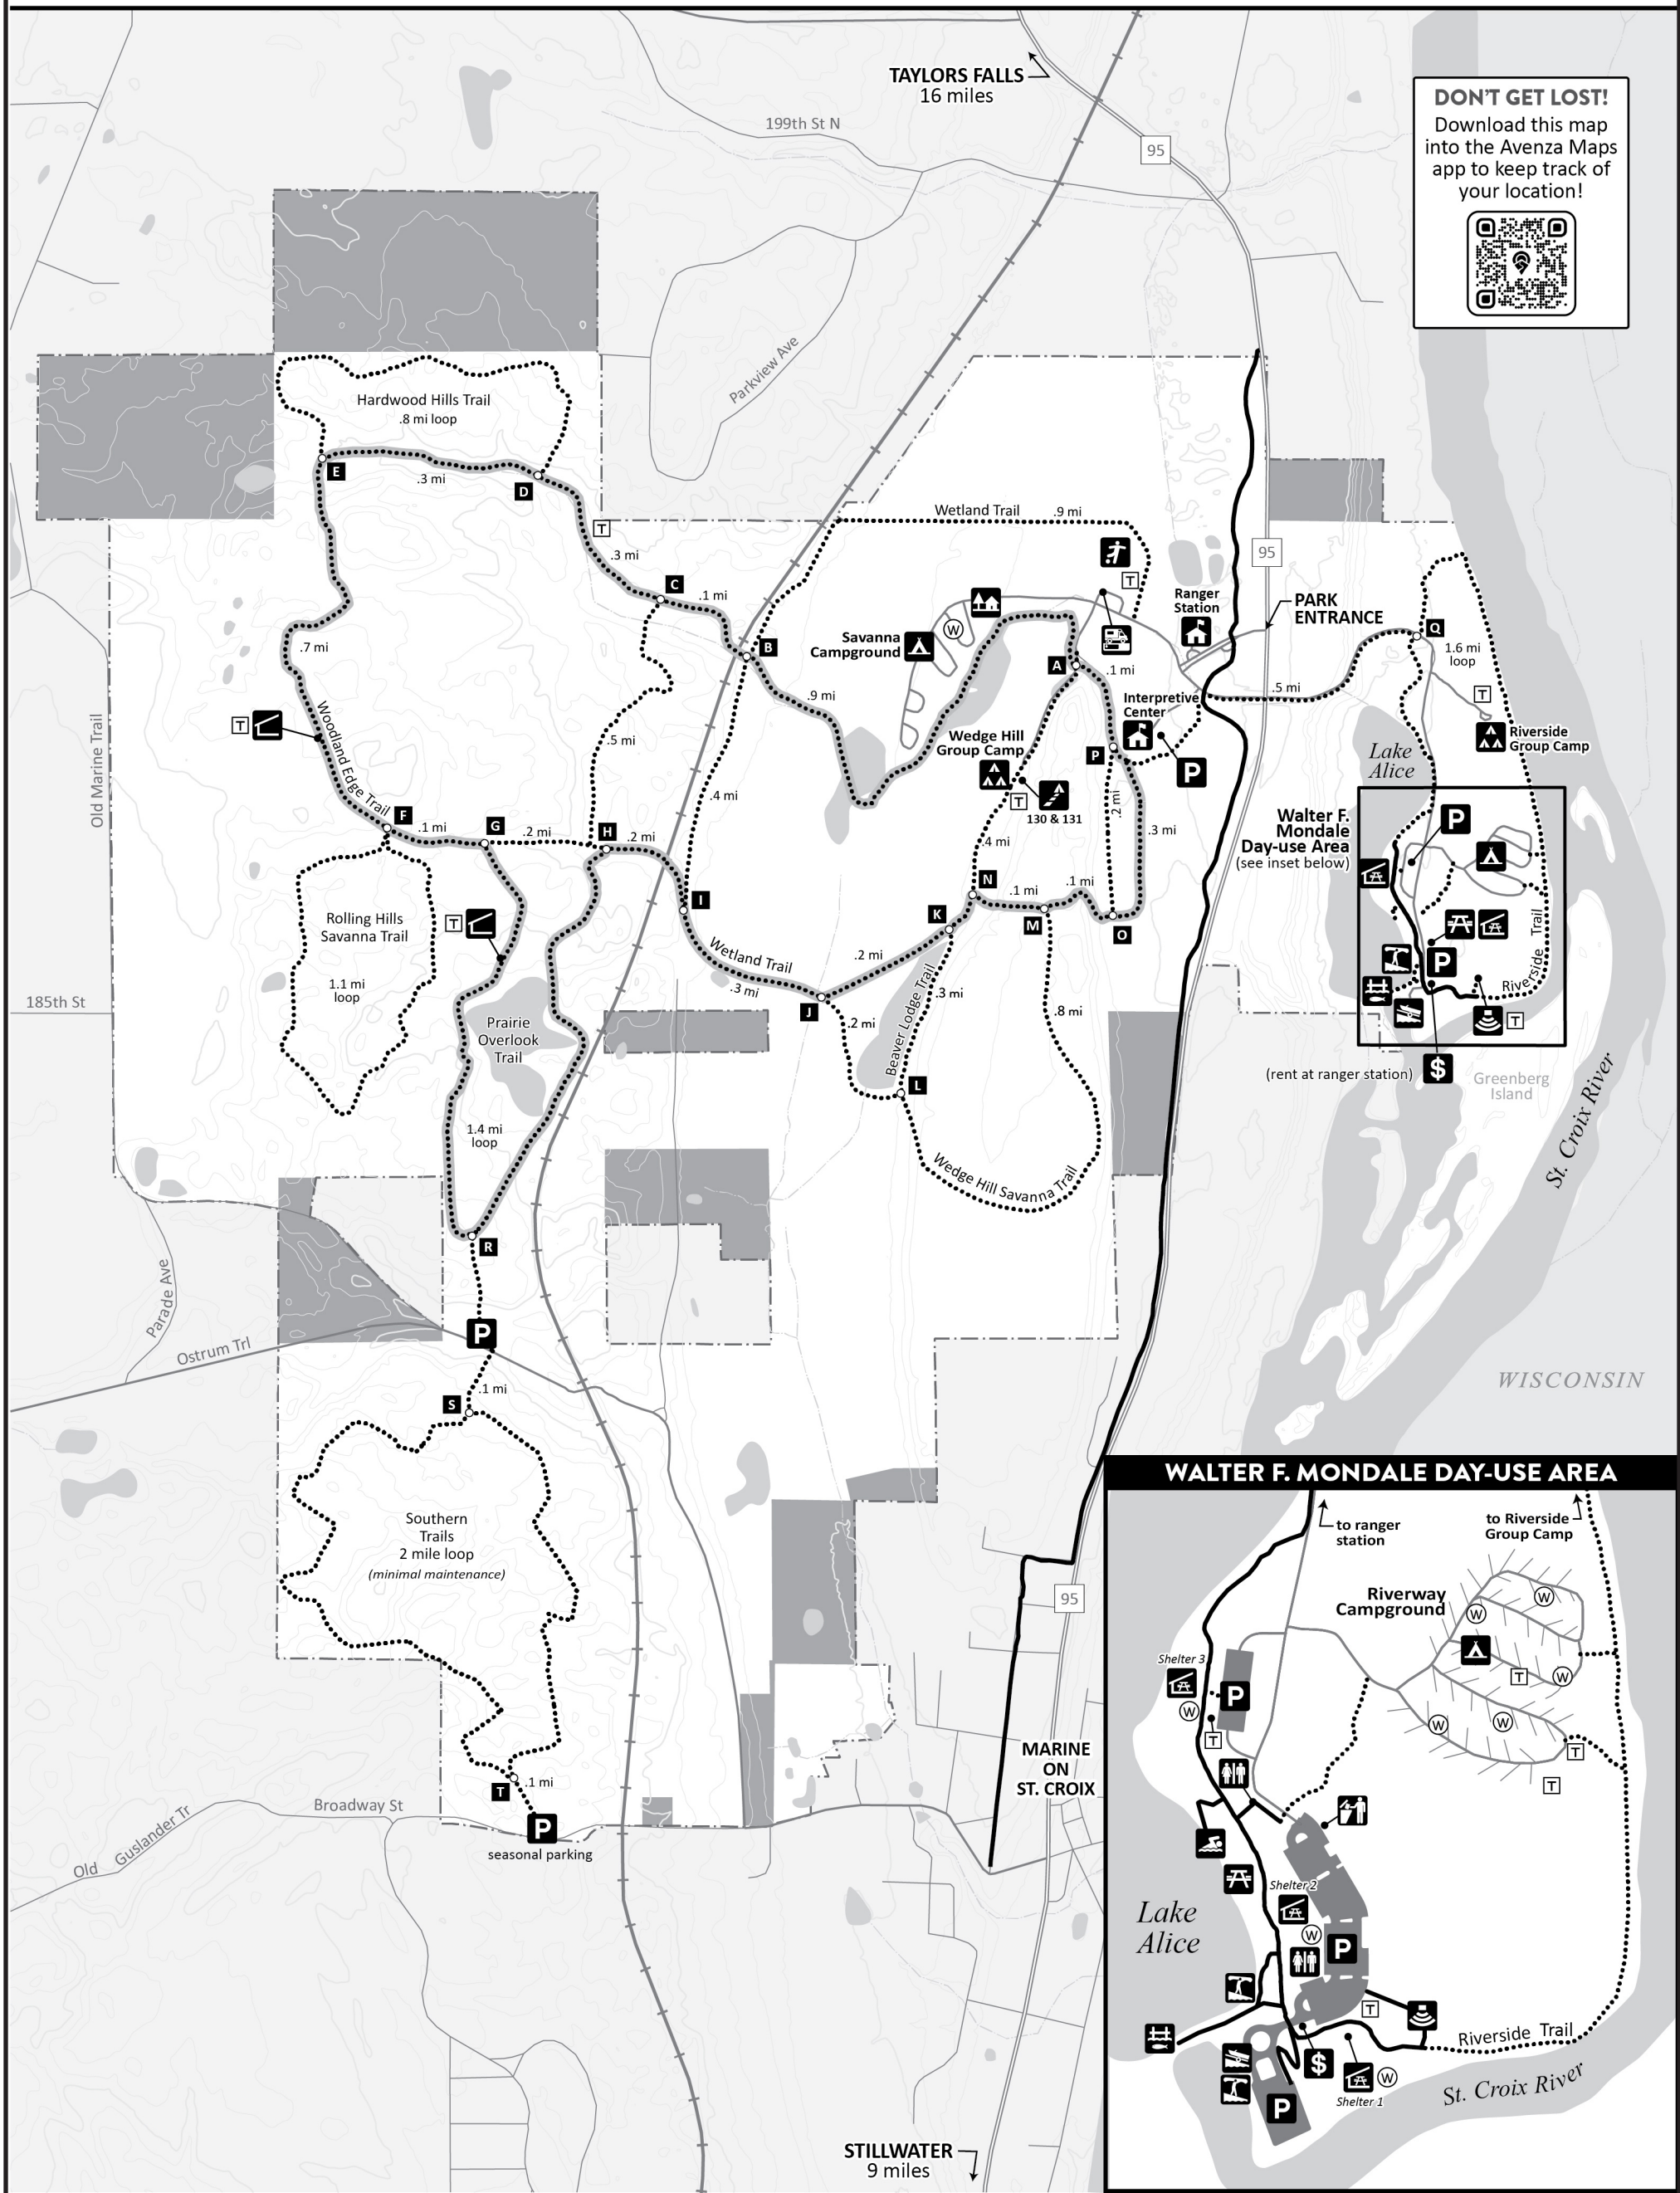 TAYLORS FALLS
16 miles
199th St N
95
DON'T GET LOST!
Download this map
into the Avenza Maps
app to keep track of
your location!
Parkview Ave
Hardwood Hills Trail
.8 mi loop
E
.3 mi
D
T
.3 mi
C
.1 mi
B
Wetland Trail
.9 mi
T
95
Ranger
Station
PARK
ENTRANCE
Savanna
Campground
W
A
.1 mi
Q
1.6 mi
loop
.7 mi
.9 mi
.5 mi
T
Interpretive
Center
Riverside
Group Camp
T
Woodland Edge Trail
Old Marine Trail
.5 mi
Wedge Hill
Group Camp
P
P
Lake
Alice
T
130 & 131
.4 mi
.2 mi
.3 mi
F
.1 mi
G
.2 mi
H
.2 mi
.4 mi
Walter F.
Mondale
Day-use Area
(see inset below)
P
N
.1 mi
.1 mi
I
K
M
O
Rolling Hills
Savanna Trail
T
Wetland Trail
.2 mi
.3 mi
P
Riverside Trail
1.1 mi
loop
185th St
J
.2 mi
Beaver Lodge Trail
.3 mi
.8 mi
T
Prairie
Overlook
Trail
(rent at ranger station)
$
Greenberg
Island
L
1.4 mi
loop
Wedge Hill Savanna Trail
St. Croix River
R
Parade Ave
P
Ostrum Trl
.1 mi
S
WISCONSIN
Southern
Trails
2 mile loop
(minimal maintenance)
95
MARINE
ON
ST. CROIX
T
.1 mi
Broadway St
P
seasonal parking
Old Guslander Tr
STILLWATER
9 miles
WALTER F. MONDALE DAY-USE AREA
to ranger
station
to Riverside
Group Camp
Riverway
Campground
W
W
Shelter 3
W
P
T
T
W
W
W
T
T
Shelter 2
Lake
Alice
W
P
T
Riverside Trail
$
W
Shelter 1
St. Croix River
P